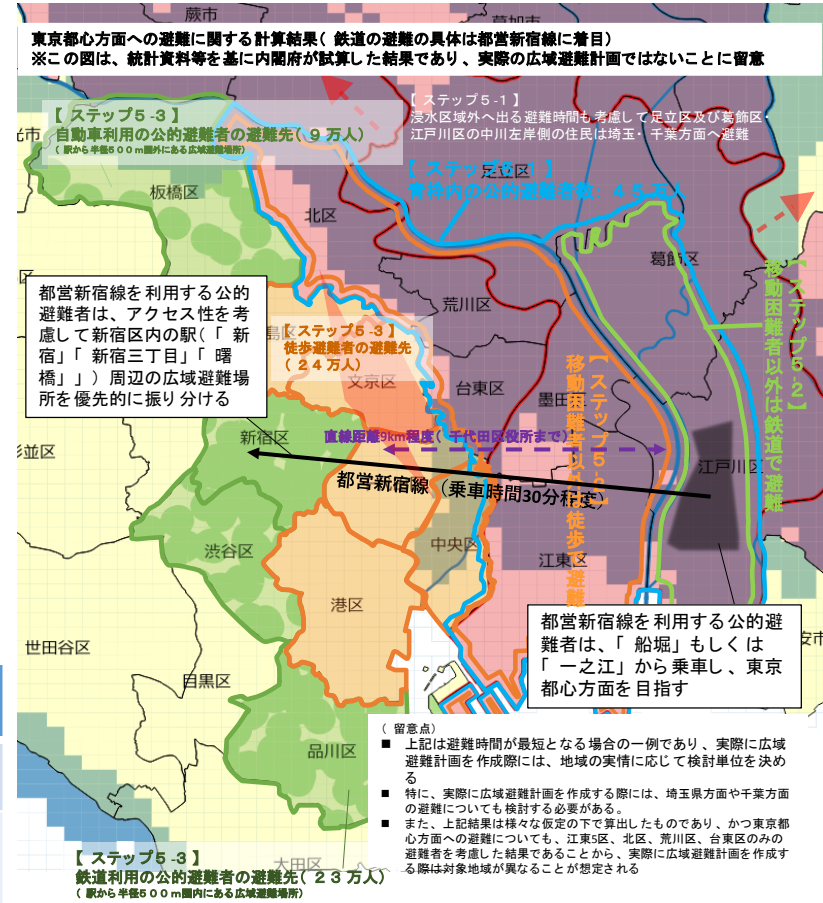 蕨市
草加市
東京都心方面への避難に関する計算結果(鉄道の避難の具体は都営新宿線に着目)
※この図は、統計資料等を基に内閣府が試算した結果であり、実際の広域避難計画ではないことに留意
【ステップ5-3】
自動車利用の公的避難者の避難先(9万人)
(駅から半径500m圏外にある広域避難場所)
【ステップ5-1】
浸水区域外へ出る避難時間も考慮して足立区及び葛飾区・
江戸川区の中川左岸側の住民は埼玉・千葉方面へ避難
光市
【ステップ5-1】
青枠内の公的避難者数:45万人
足立区
板橋区
北区
葛飾区
【ステップ5-2】
移動困難者以外は鉄道で避難
都営新宿線を利用する公的
避難者は、アクセス性を考
慮して新宿区内の駅(「新
宿」「新宿三丁目」「曙
橋」」)周辺の広域避難場
所を優先的に振り分ける
荒川区
島区
【ステップ5-3】
徒歩避難者の避難先
(24万人)
文京区
台東区
墨田
【ステップ5-2】
移動困難者以外は徒歩で避難
新宿区
直線距離9km程度(千代田区役所まで)
杉並区
江戸川区
都営新宿線(乗車時間30分程度)
渋谷区
中央区
江東区
港区
都営新宿線を利用する公的避
難者は、「船堀」もしくは
「一之江」から乗車し、東京
都心方面を目指す
安市
世田谷区
目黒区
品川区
(留意点)
■ 上記は避難時間が最短となる場合の一例であり、実際に広域
避難計画を作成際には、地域の実情に応じて検討単位を決め
る
■ 特に、実際に広域避難計画を作成する際には、埼玉県方面や千葉方面
の避難についても検討する必要がある。
■ また、上記結果は様々な仮定の下で算出したものであり、かつ東京都
心方面への避難についても、江東5区、北区、荒川区、台東区のみの
避難者を考慮した結果であることから、実際に広域避難計画を作成す
る際は対象地域が異なることが想定される
大田区
【ステップ5-3】
鉄道利用の公的避難者の避難先(23万人)
(駅から半径500m圏内にある広域避難場所)